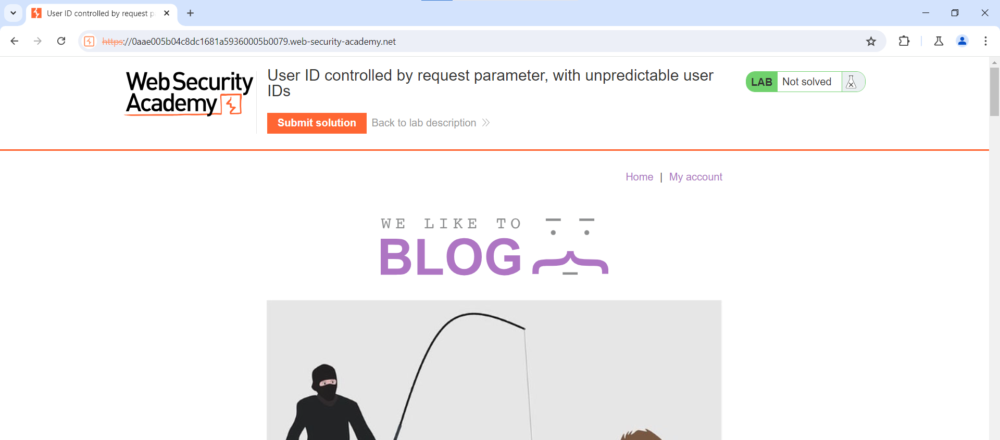 User ID controlled by request p
https://0aae005b04c8dc1681a59360005b0079.web-security-academy.net
Web Security
Academy
User ID controlled by request parameter, with unpredictable user
IDs
LAB Not solved
Submit solution Back to lab description
Home | My account
WE LIKE TO
BLOG